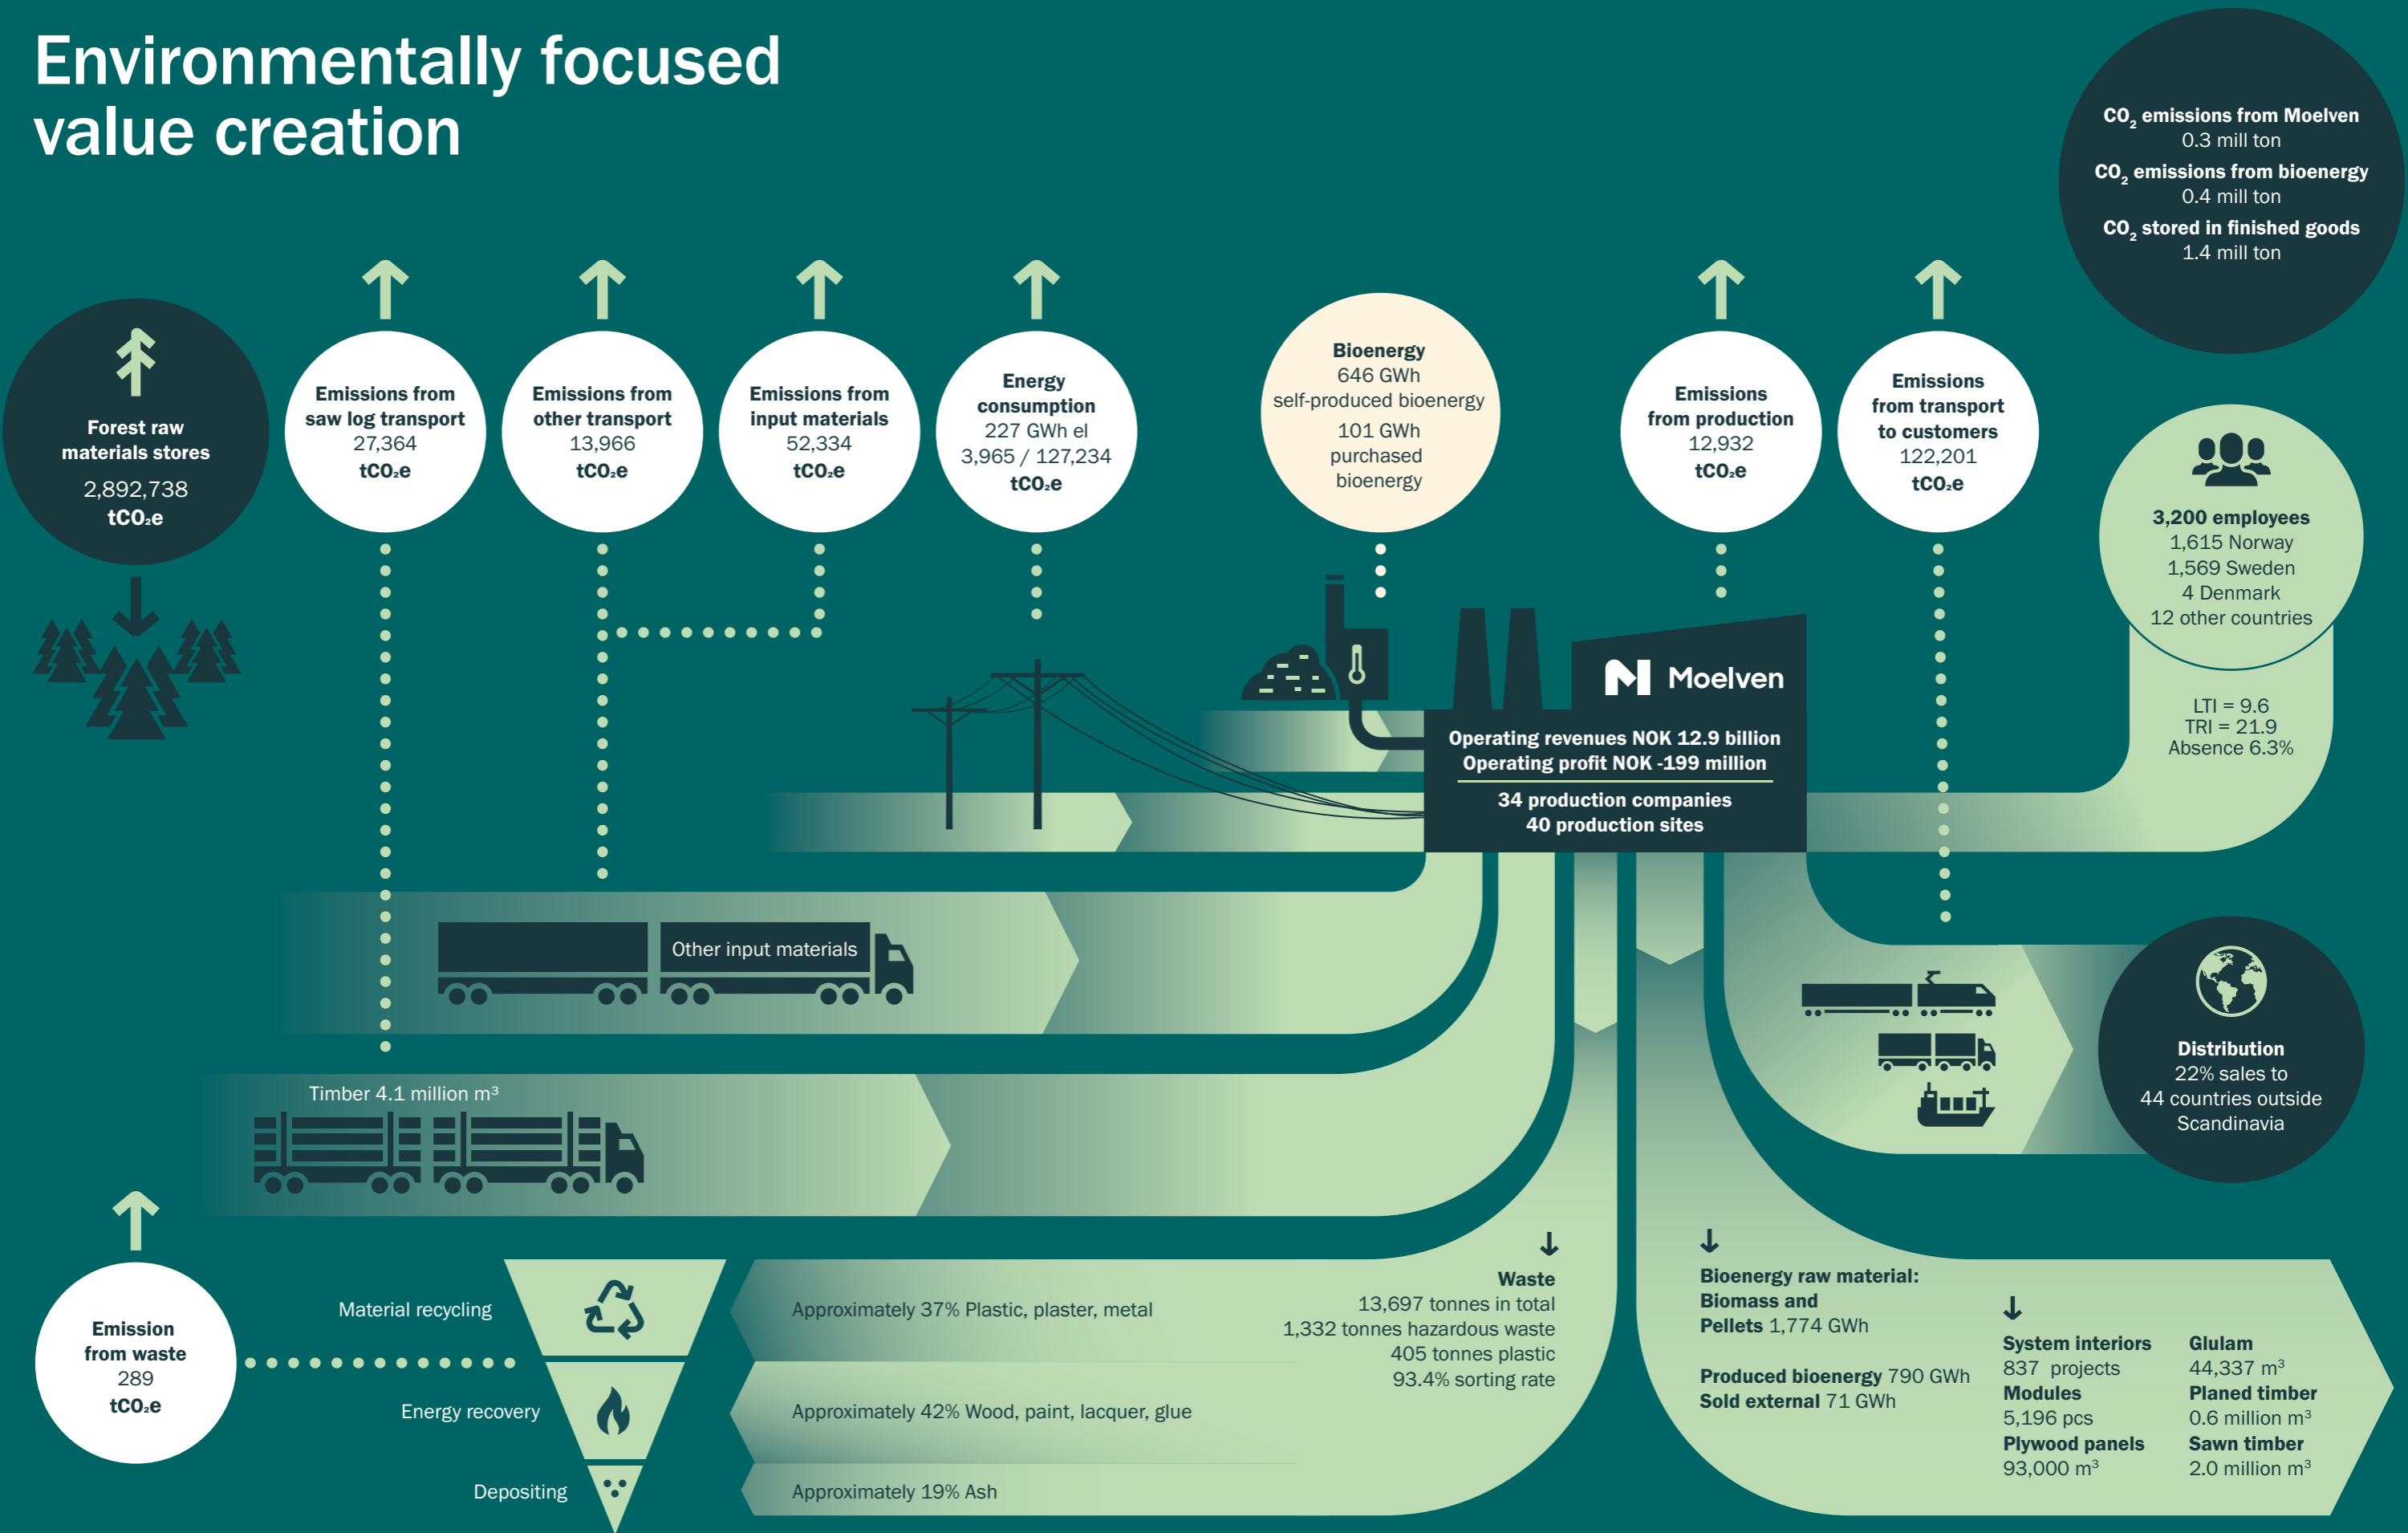 Environmentally focused
value creation
CO₂ emissions from Moelven
0.3 mill ton
CO₂ emissions from bioenergy
0.4 mill ton
CO₂ stored in finished goods
1.4 mill ton
Forest raw
materials stores
2,892,738
tCO₂e
Emissions from
saw log transport
27,364
tCO₂e
Emissions from
other transport
13,966
tCO₂e
Emissions from
input materials
52,334
tCO₂e
Energy
consumption
227 GWh el
3,965 / 127,234
tCO₂e
Bioenergy
646 GWh
self-produced bioenergy
101 GWh
purchased
bioenergy
Emissions
from production
12,932
tCO₂e
Emissions
from transport
to customers
122,201
tCO₂e
3,200 employees
1,615 Norway
1,569 Sweden
4 Denmark
12 other countries
LTI = 9.6
TRI = 21.9
Absence 6.3%
Moelven
Operating revenues NOK 12.9 billion
Operating profit NOK -199 million
34 production companies
40 production sites
Other input materials
Timber 4.1 million m³
Distribution
22% sales to
44 countries outside
Scandinavia
Emission
from waste
289
tCO₂e
Material recycling
Energy recovery
Depositing
Approximately 37% Plastic, plaster, metal
Approximately 42% Wood, paint, lacquer, glue
Approximately 19% Ash
Waste
13,697 tonnes in total
1,332 tonnes hazardous waste
405 tonnes plastic
93.4% sorting rate
Bioenergy raw material:
Biomass and
Pellets 1,774 GWh
Produced bioenergy 790 GWh
Sold external 71 GWh
System interiors
837 projects
Modules
5,196 pcs
Plywood panels
93,000 m³
Glulam
44,337 m³
Planed timber
0.6 million m³
Sawn timber
2.0 million m³